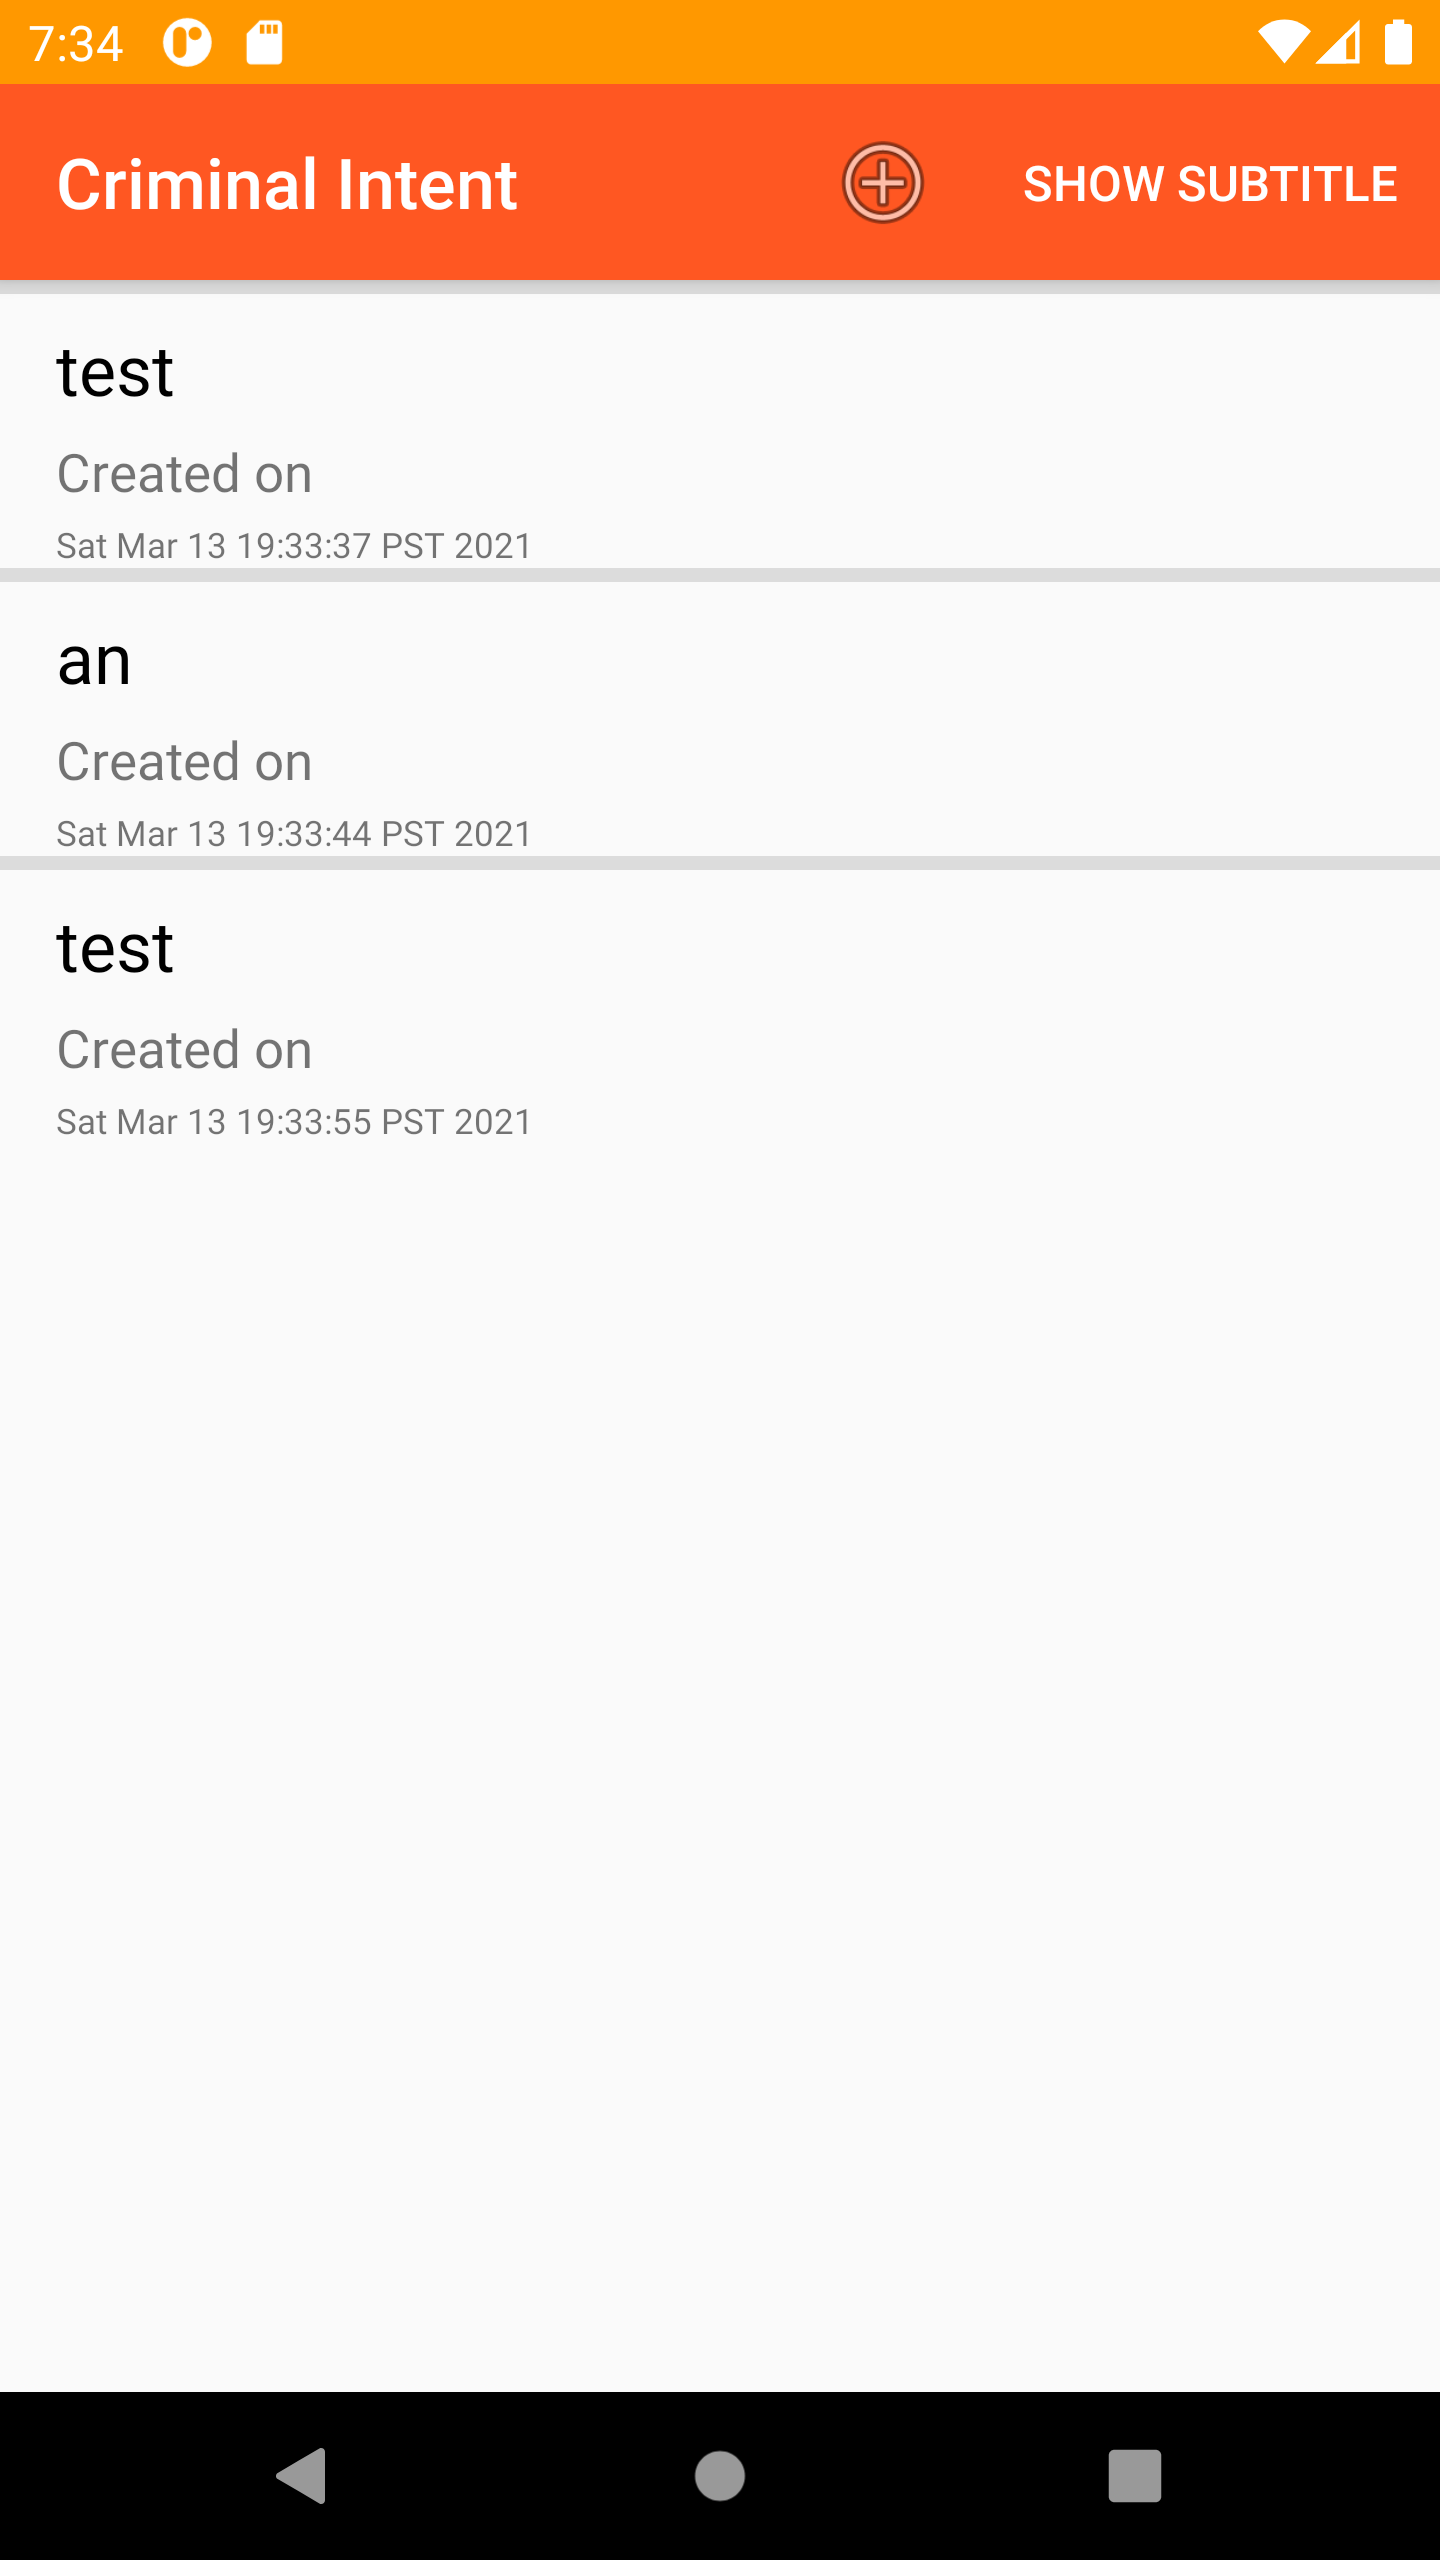 7:34
Criminal Intent
SHOW SUBTITLE
test
Created on
Sat Mar 13 19:33:37 PST 2021
an
Created on
Sat Mar 13 19:33:44 PST 2021
test
Created on
Sat Mar 13 19:33:55 PST 2021